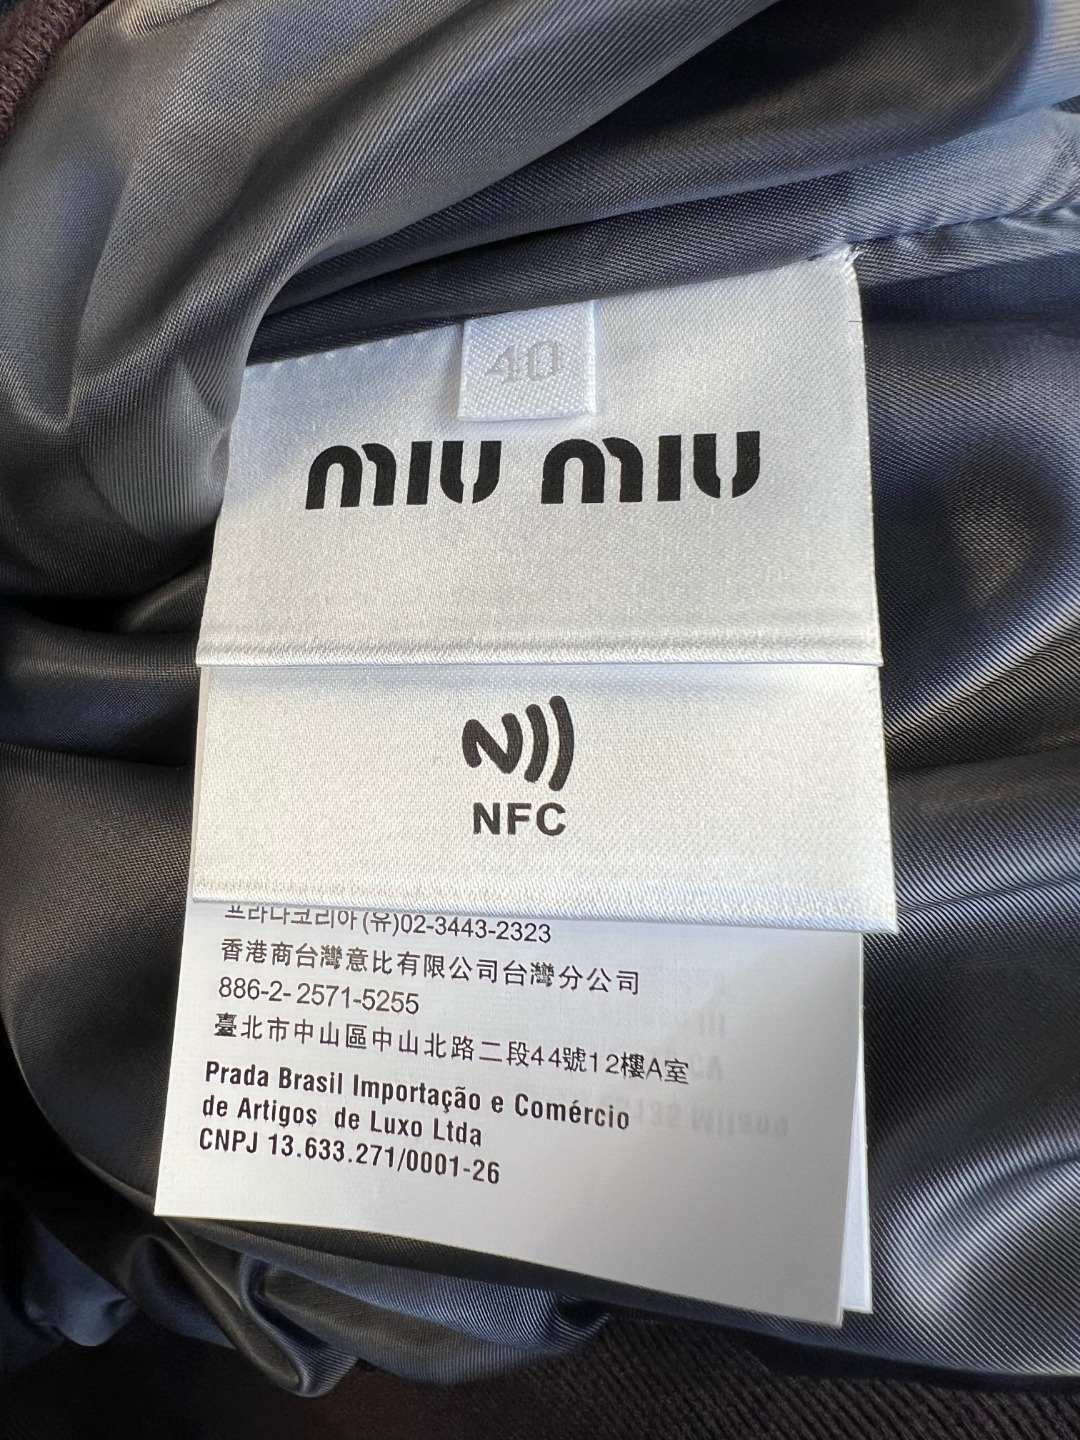 40
miu miu
NFC
프라다코리아(유)02-3443-2323
香港商台灣意比有限公司台灣分公司
886-2-2571-5255
臺北市中山區中山北路二段44號12樓A室
Prada Brasil Importação e Comércio
de Artigos de Luxo Ltda
CNPJ 13.633.271/0001-26